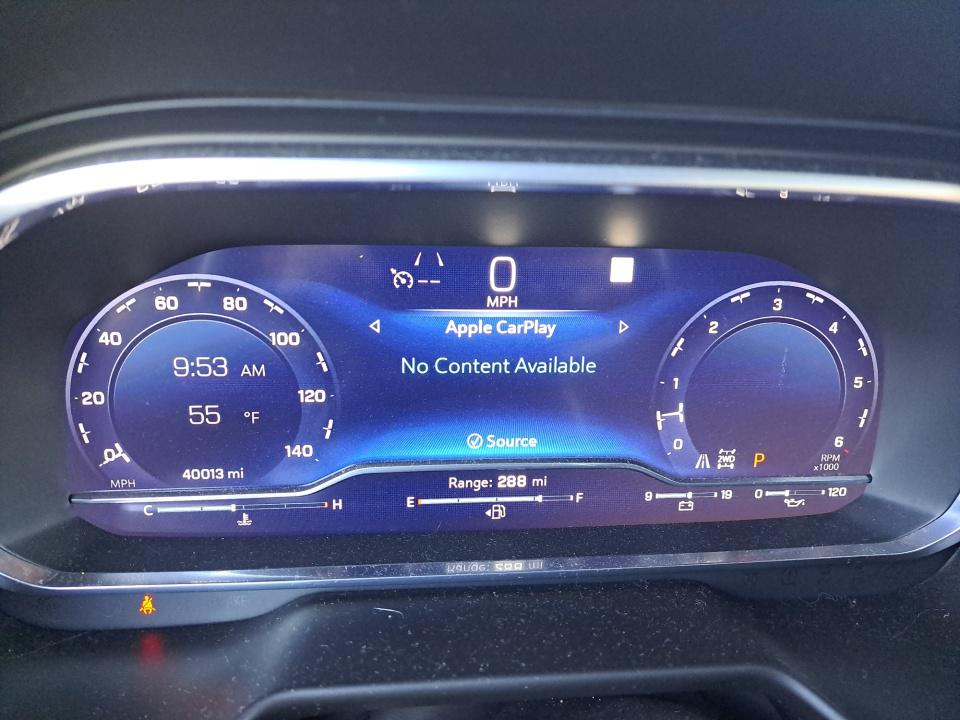 0
MPH
Apple CarPlay
No Content Available
Source
0
20
40
60
80
100
120
140
MPH
9:53 AM
55 °F
40013 mi
0
1
2
3
4
5
6
RPM
x1000
2WD
P
Range: 288 mi
C H
E F
9 19
0 120